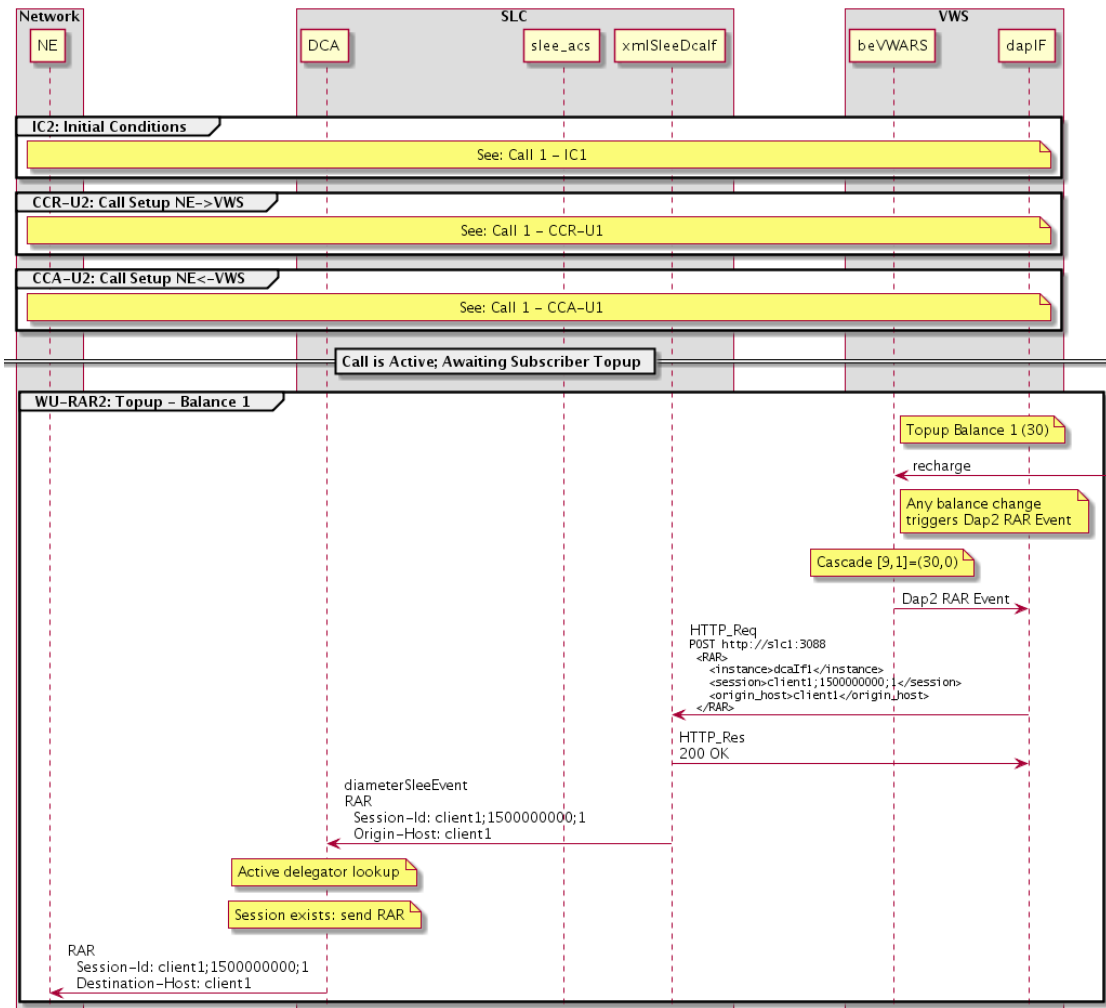 Network
SLC
VWS
NE
DCA
slee_acs
xmlSleeDcaIf
beVWARS
dapIF
IC2: Initial Conditions
See: Call 1 – IC1
CCR-U2: Call Setup NE->VWS
See: Call 1 – CCR-U1
CCA-U2: Call Setup NE<-VWS
See: Call 1 – CCA-U1
Call is Active; Awaiting Subscriber Topup
WU-RAR2: Topup – Balance 1
Topup Balance 1 (30)
recharge
Any balance change
triggers Dap2 RAR Event
Cascade [9,1]=(30,0)
Dap2 RAR Event
HTTP_Req
POST http://slc1:3088
<RAR>
<instance>dcaIf1</instance>
<session>client1;1500000000;1</session>
<origin_host>client1</origin_host>
</RAR>
HTTP_Res
200 OK
diameterSleeEvent
RAR
Session-Id: client1;1500000000;1
Origin-Host: client1
Active delegator lookup
Session exists: send RAR
RAR
Session-Id: client1;1500000000;1
Destination-Host: client1